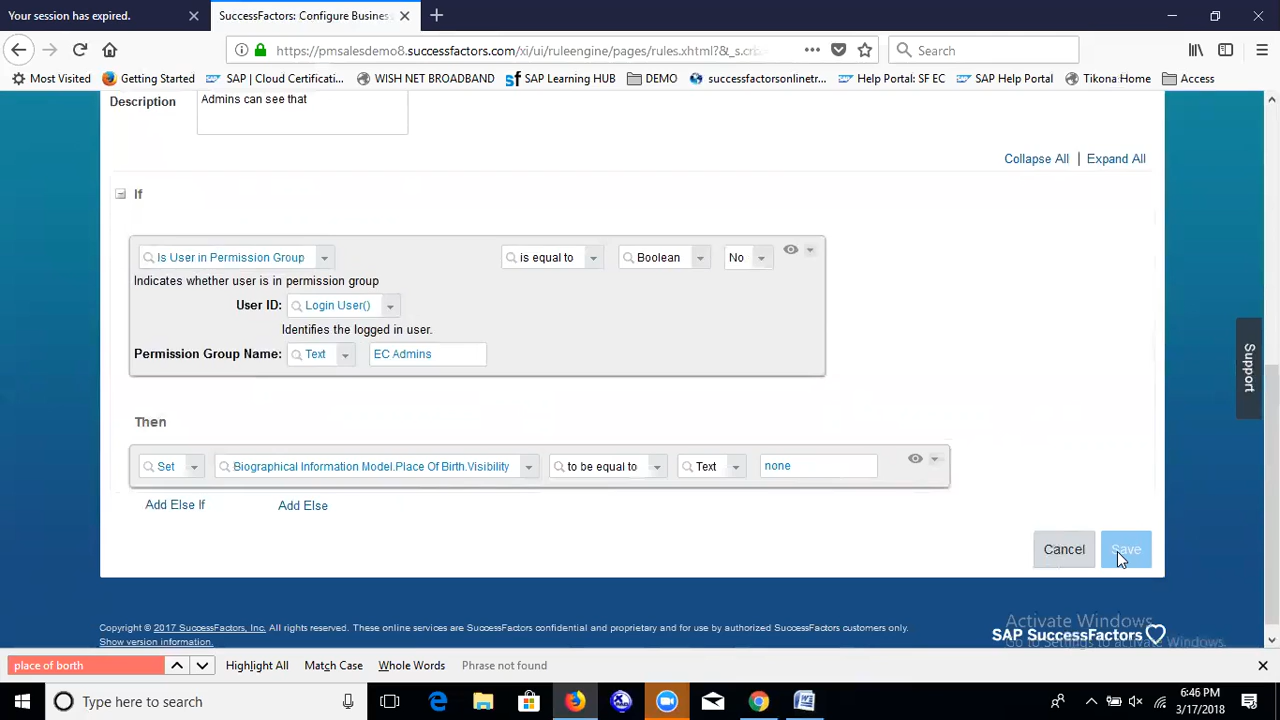 Your session has expired.
SuccessFactors: Configure Busines
https://pmsalesdemo8.successfactors.com/xi/ui/ruleengine/pages/rules.xhtml?&_s.crb
Search
Most Visited
Getting Started
SAP | Cloud Certificati...
WISH NET BROADBAND
SAP Learning HUB
DEMO
successfactorsonlinetr...
Help Portal: SF EC
SAP Help Portal
Tikona Home
Access
Description
Admins can see that
Collapse All | Expand All
If
Is User in Permission Group
is equal to
Boolean
No
Indicates whether user is in permission group
User ID: Login User()
Identifies the logged in user.
Permission Group Name: Text EC Admins
Support
Then
Set
Biographical Information Model.Place Of Birth.Visibility
to be equal to
Text
none
Add Else If
Add Else
Cancel
Save
Copyright © 2017 SuccessFactors, Inc. All rights reserved. These online services are SuccessFactors confidential and proprietary and for use by authorized SuccessFactors customers only.
Show version information.
Activate Windows
SAP SuccessFactors
Go to Settings to activate Windows.
place of borth
Highlight All
Match Case
Whole Words
Phrase not found
Type here to search
6:46 PM
3/17/2018